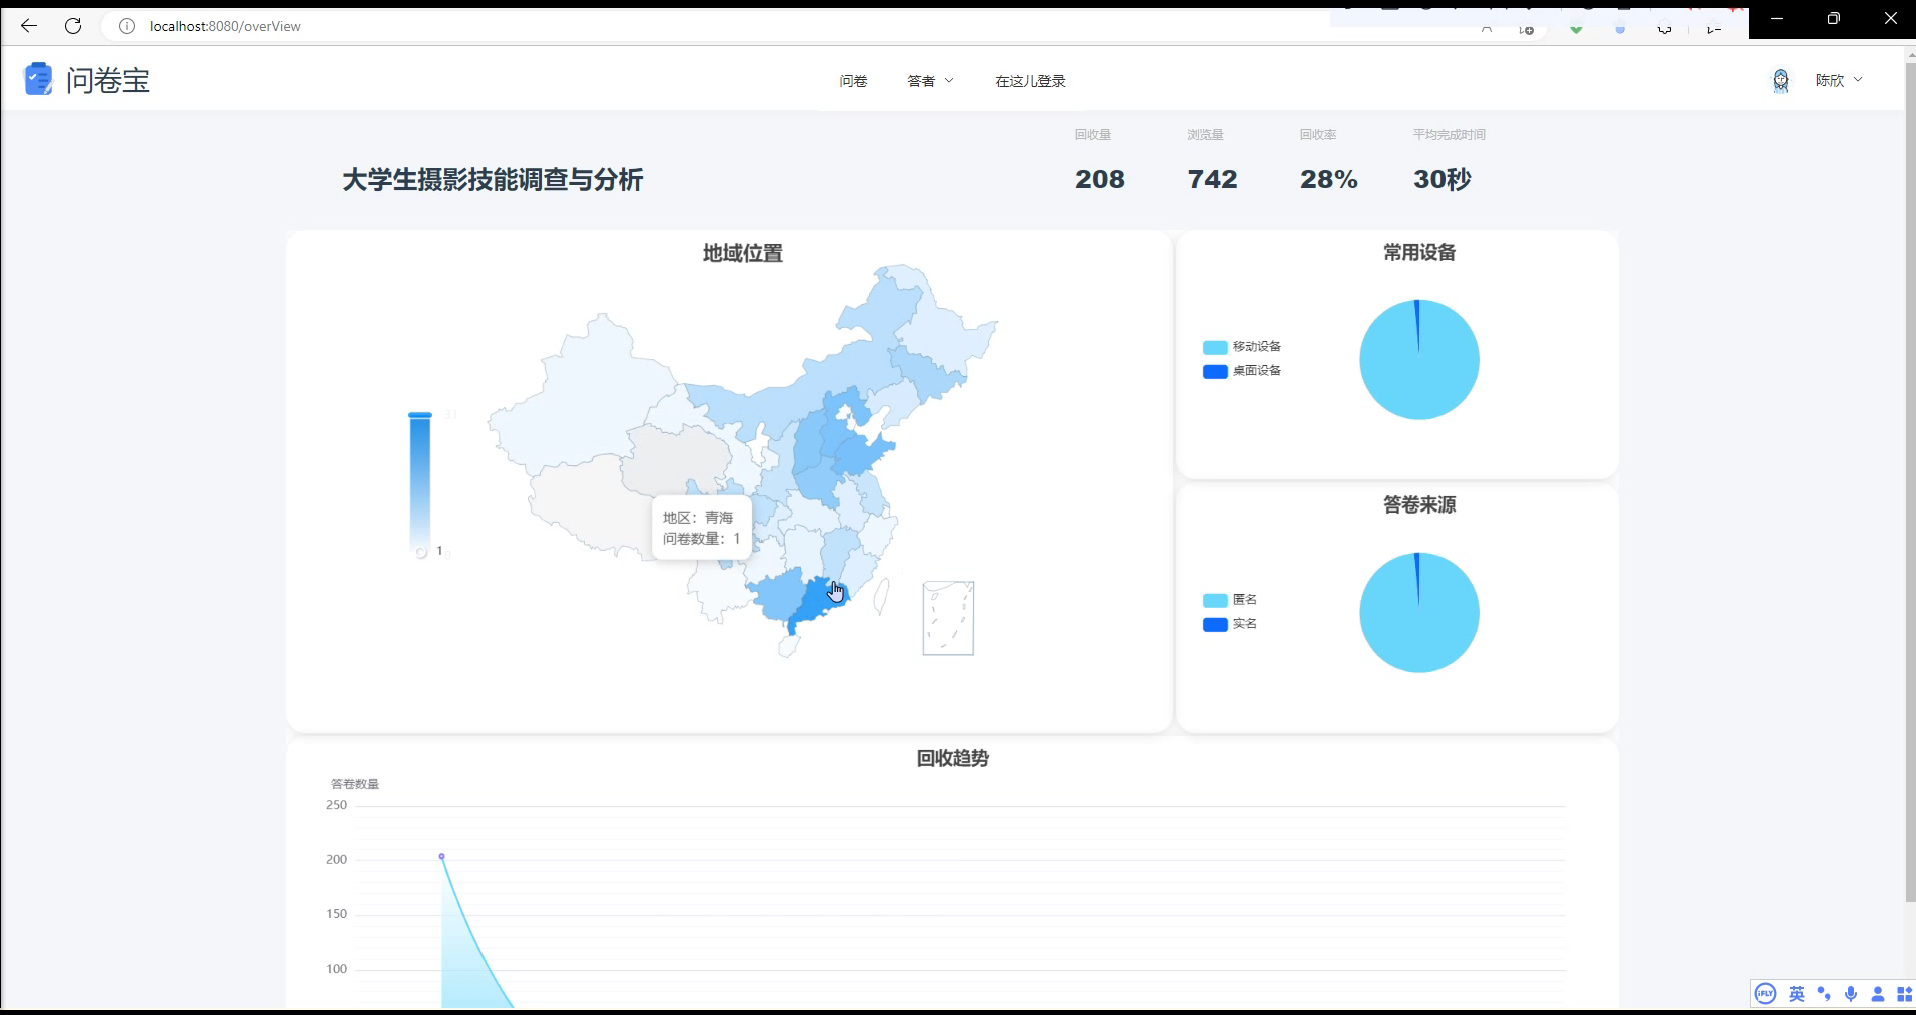 localhost:8080/overView
问卷宝
问卷
答者
在这儿登录
陈欣
回收量
浏览量
回收率
平均完成时间
大学生摄影技能调查与分析
208
742
28%
30秒
地域位置
31
1
0
地区：青海
问卷数量：1
常用设备
移动设备
桌面设备
答卷来源
匿名
实名
回收趋势
答卷数量
250
200
150
100
iFLY
英